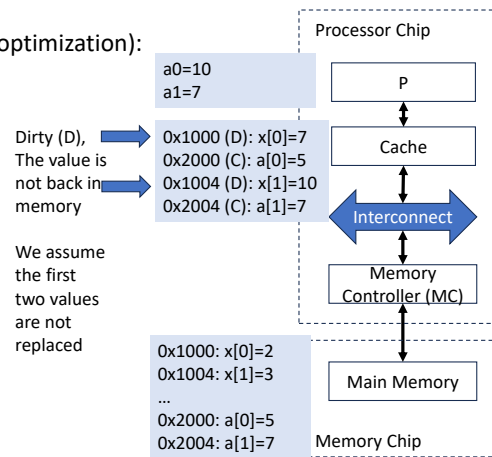 optimization):
Processor Chip
a0=10
a1=7
P
Dirty (D),
The value is
not back in
memory
0x1000 (D): x[0]=7
0x2000 (C): a[0]=5
0x1004 (D): x[1]=10
0x2004 (C): a[1]=7
Cache
Interconnect
We assume
the first
two values
are not
replaced
Memory
Controller (MC)
0x1000: x[0]=2
0x1004: x[1]=3
...
0x2000: a[0]=5
0x2004: a[1]=7
Main Memory
Memory Chip